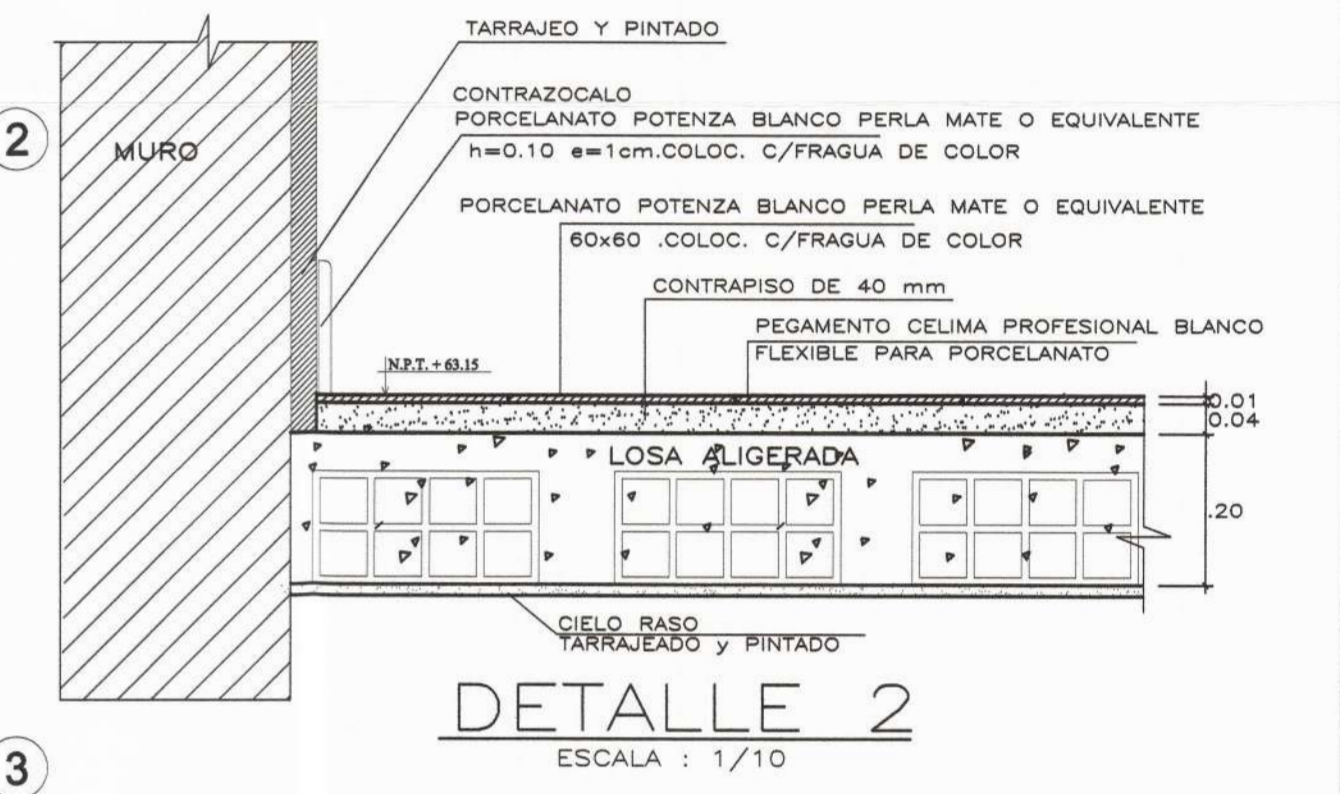 TARRAJEO Y PINTADO
CONTRAZOCALO
PORCELANATO POTENZA BLANCO PERLA MATE O EQUIVALENTE
h=0.10 e=1cm.COLOC. C/FRAGUA DE COLOR
2
MURO
PORCELANATO POTENZA BLANCO PERLA MATE O EQUIVALENTE
60x60 .COLOC. C/FRAGUA DE COLOR
CONTRAPISO DE 40 mm
PEGAMENTO CELIMA PROFESIONAL BLANCO
FLEXIBLE PARA PORCELANATO
N.P.T. + 63.15
0.01
0.04
LOSA ALIGERADA
.20
CIELO RASO
TARRAJEADO y PINTADO
DETALLE 2
ESCALA : 1/10
3